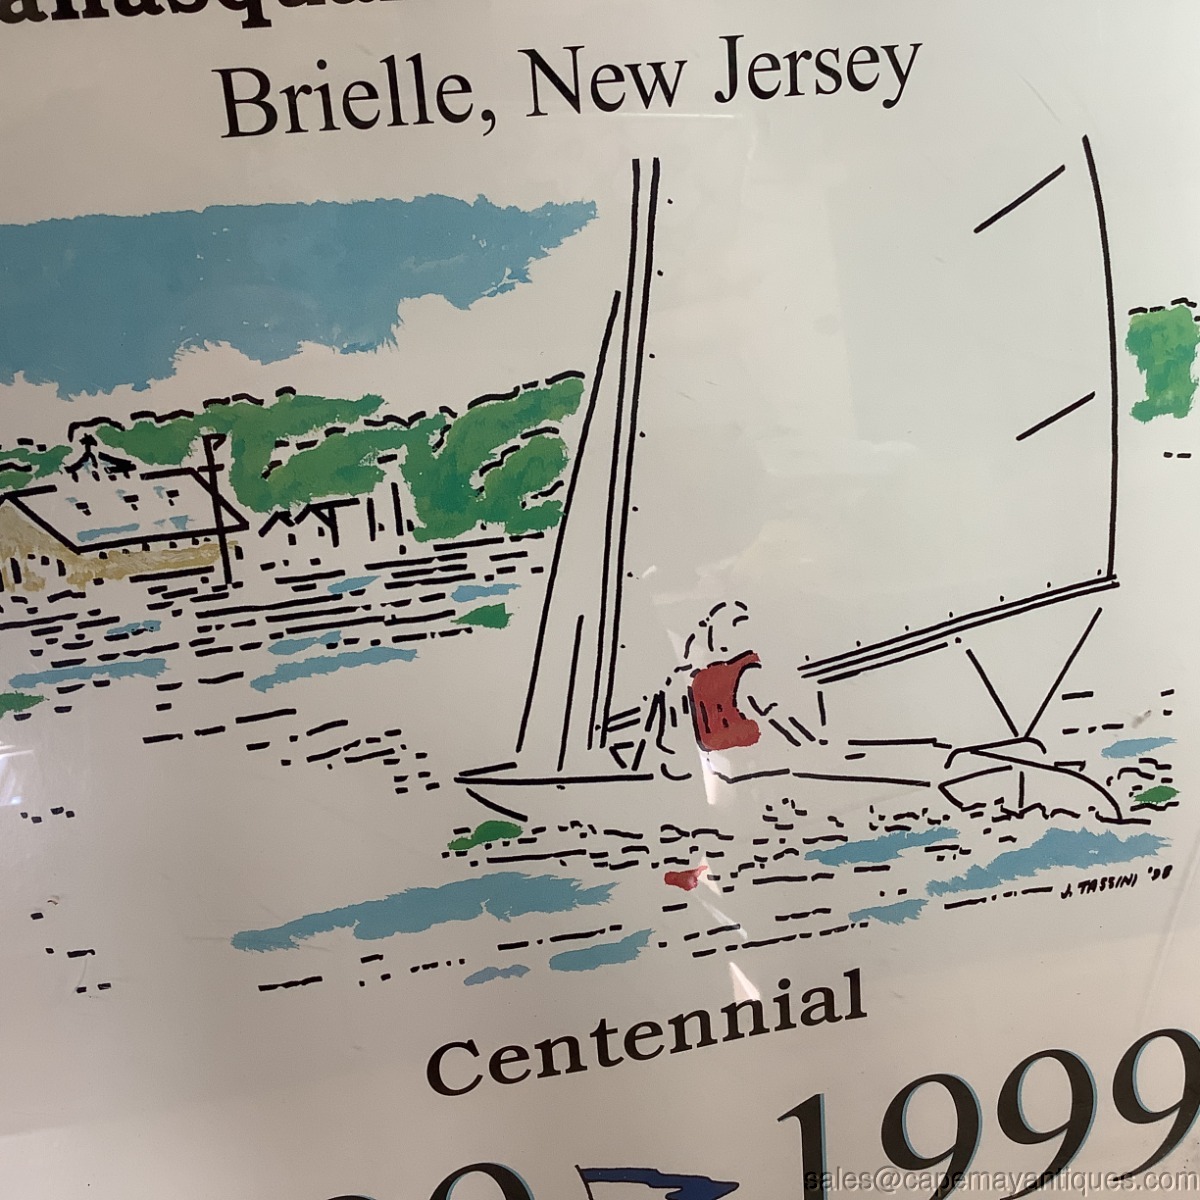 Brielle, New Jersey
J. TASSINI '98
Centennial
1999
sales@capemayantiques.com